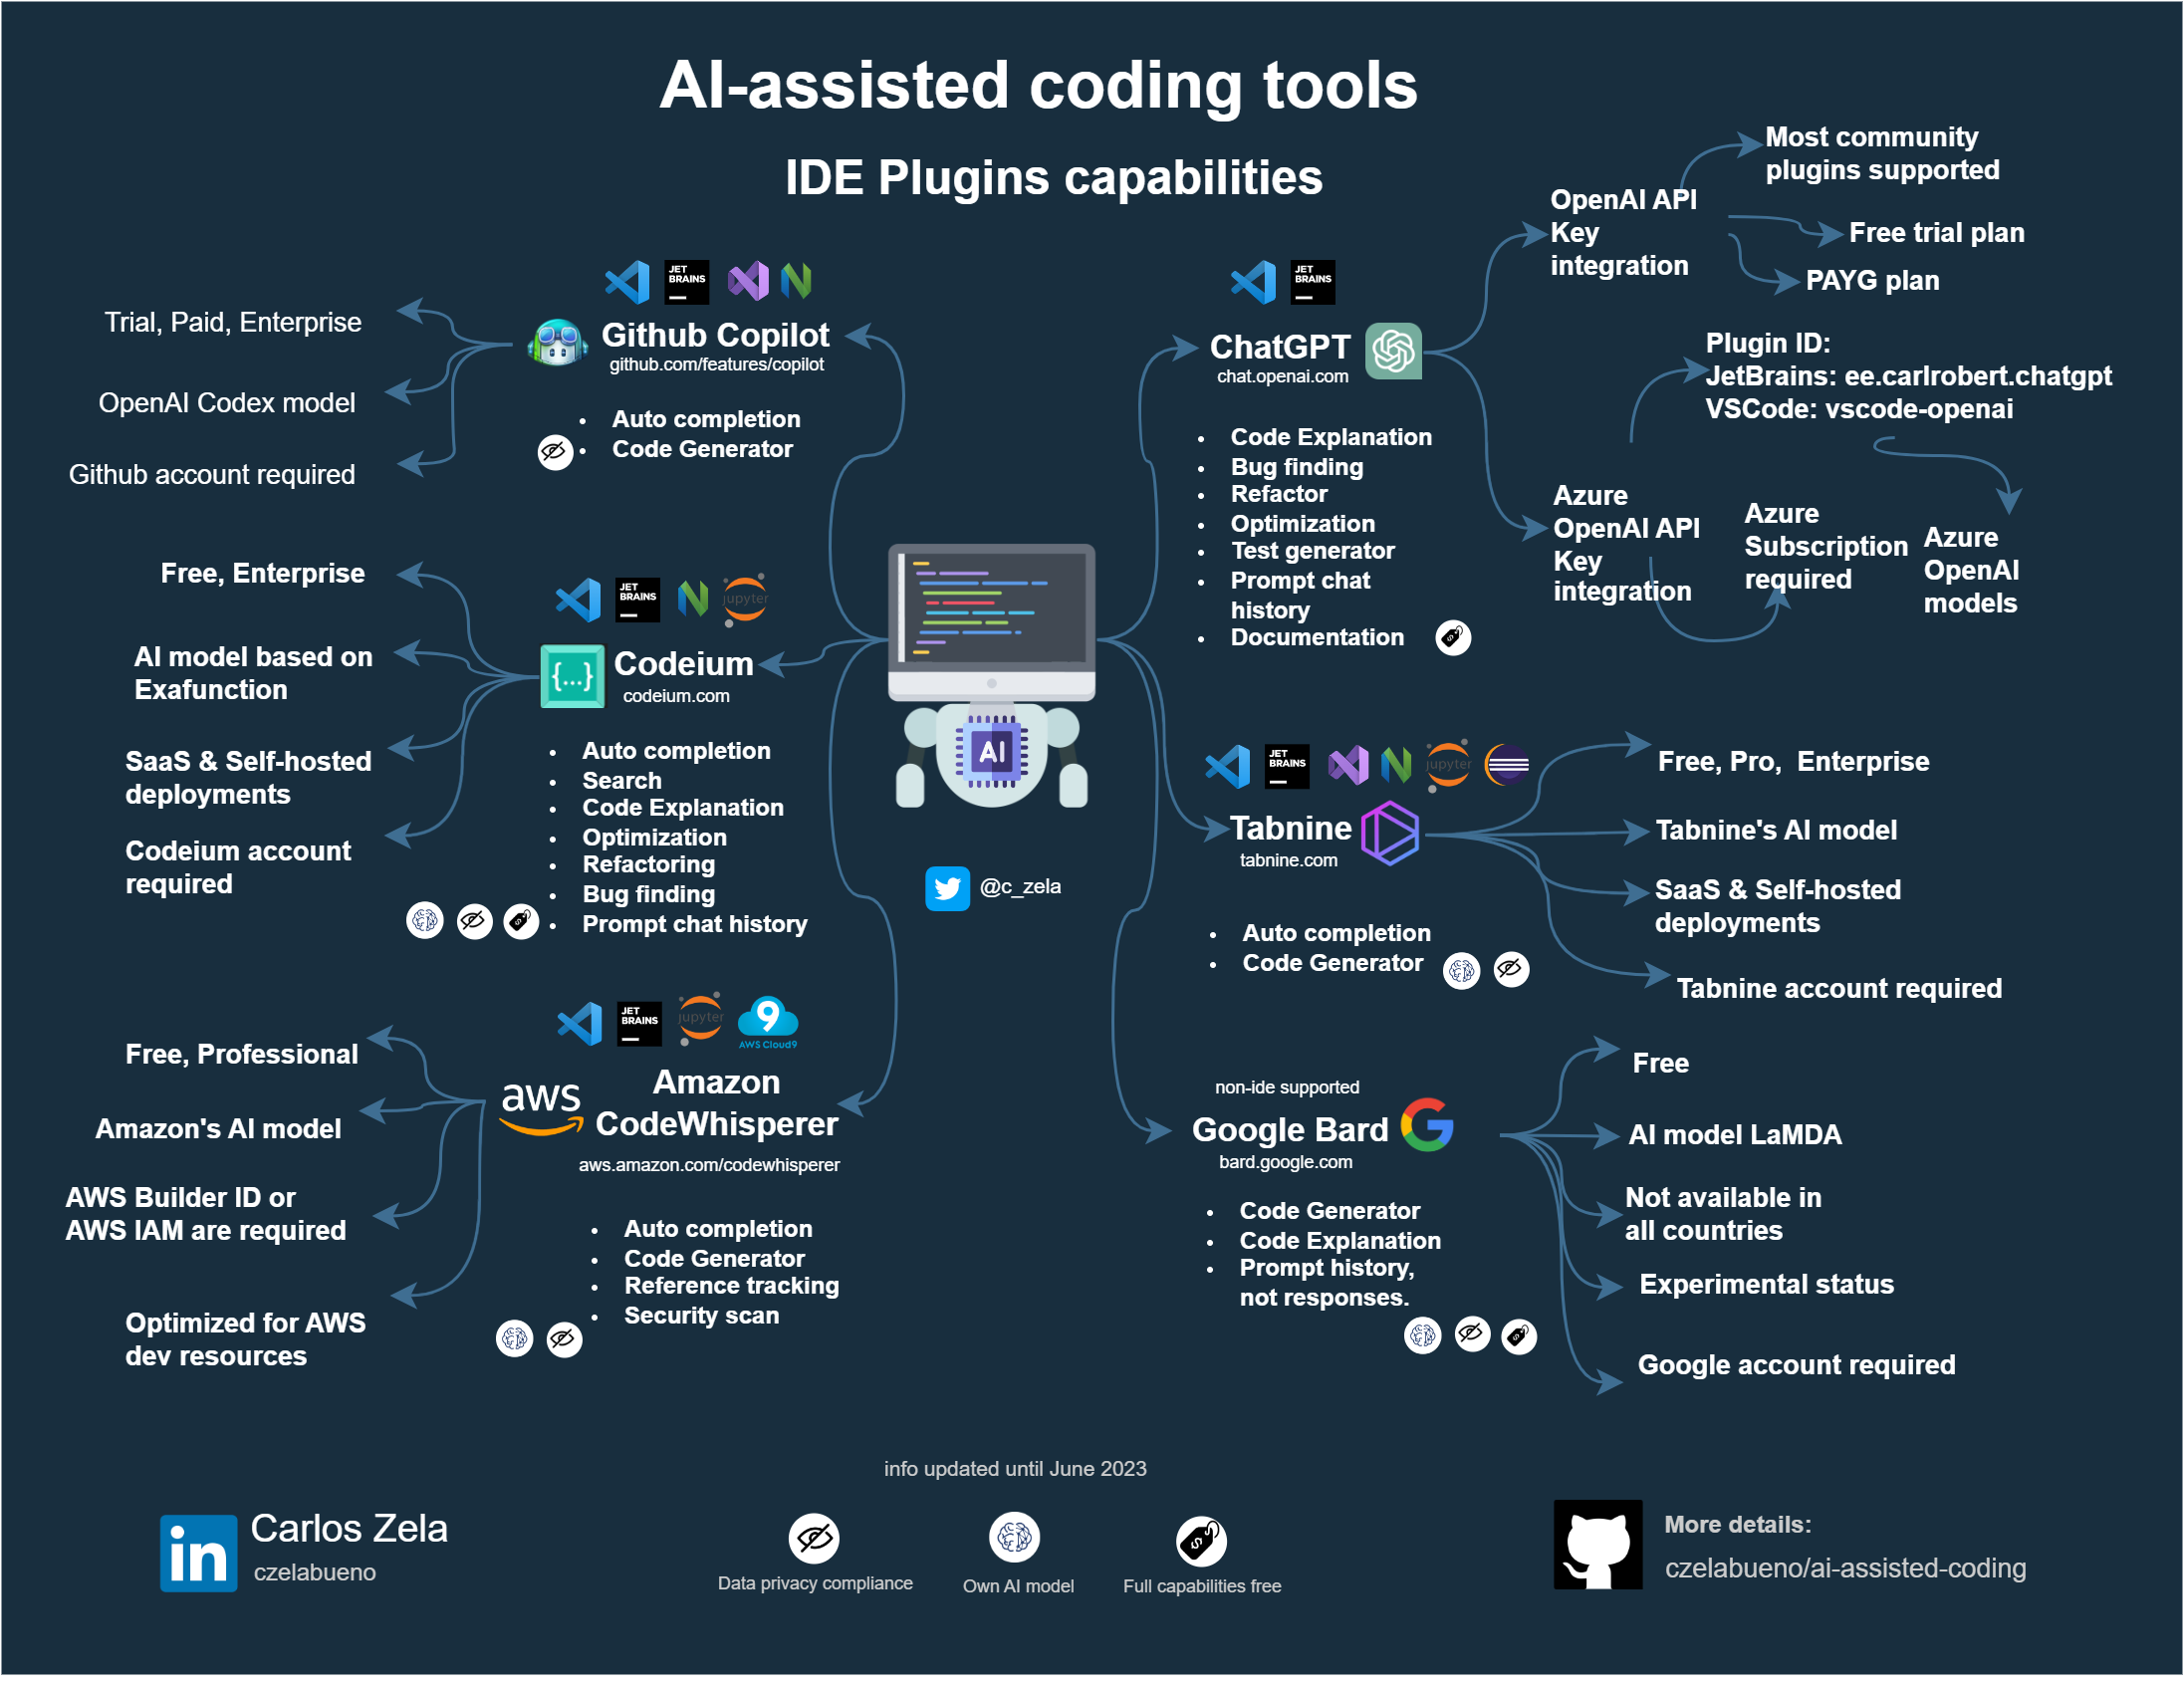 AI-assisted coding tools
IDE Plugins capabilities
JET
BRAINS
Github Copilot
github.com/features/copilot
Trial, Paid, Enterprise
OpenAI Codex model
Github account required
Auto completion
Code Generator
JET
BRAINS
jupyter
Codeium
codeium.com
Free, Enterprise
AI model based on
Exafunction
SaaS & Self-hosted
deployments
Codeium account
required
{...}
Auto completion
Search
Code Explanation
Optimization
Refactoring
Bug finding
Prompt chat history
JET
BRAINS
jupyter
9
AWS Cloud9
aws
Amazon
CodeWhisperer
aws.amazon.com/codewhisperer
Free, Professional
Amazon's AI model
AWS Builder ID or
AWS IAM are required
Optimized for AWS
dev resources
Auto completion
Code Generator
Reference tracking
Security scan
AI
@c_zela
JET
BRAINS
ChatGPT
chat.openai.com
Code Explanation
Bug finding
Refactor
Optimization
Test generator
Prompt chat
history
Documentation
OpenAI API
Key
integration
Most community
plugins supported
Free trial plan
PAYG plan
Plugin ID:
JetBrains: ee.carlrobert.chatgpt
VSCode: vscode-openai
Azure
OpenAI API
Key
integration
Azure
Subscription
required
Azure
OpenAI
models
JET
BRAINS
jupyter
Tabnine
tabnine.com
Auto completion
Code Generator
Free, Pro,  Enterprise
Tabnine's AI model
SaaS & Self-hosted
deployments
Tabnine account required
non-ide supported
Google Bard
bard.google.com
Code Generator
Code Explanation
Prompt history,
not responses.
Free
AI model LaMDA
Not available in
all countries
Experimental status
Google account required
info updated until June 2023
in
Carlos Zela
czelabueno
Data privacy compliance
Own AI model
Full capabilities free
More details:
czelabueno/ai-assisted-coding